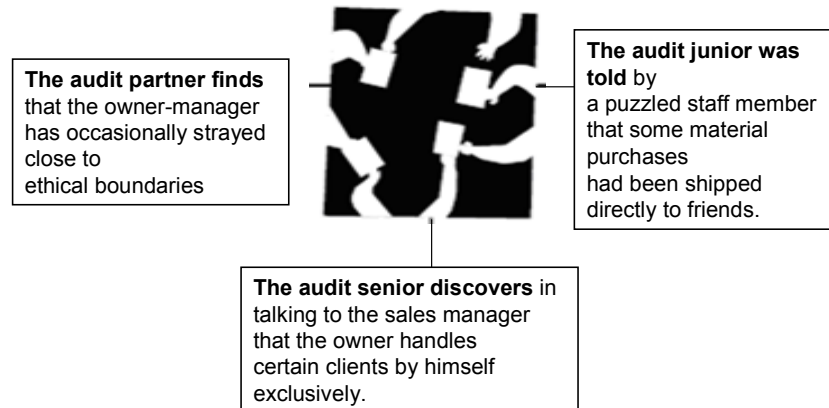 The audit partner finds
that the owner-manager
has occasionally strayed
close to
ethical boundaries
The audit junior was
told by
a puzzled staff member
that some material
purchases
had been shipped
directly to friends.
The audit senior discovers in
talking to the sales manager
that the owner handles
certain clients by himself
exclusively.